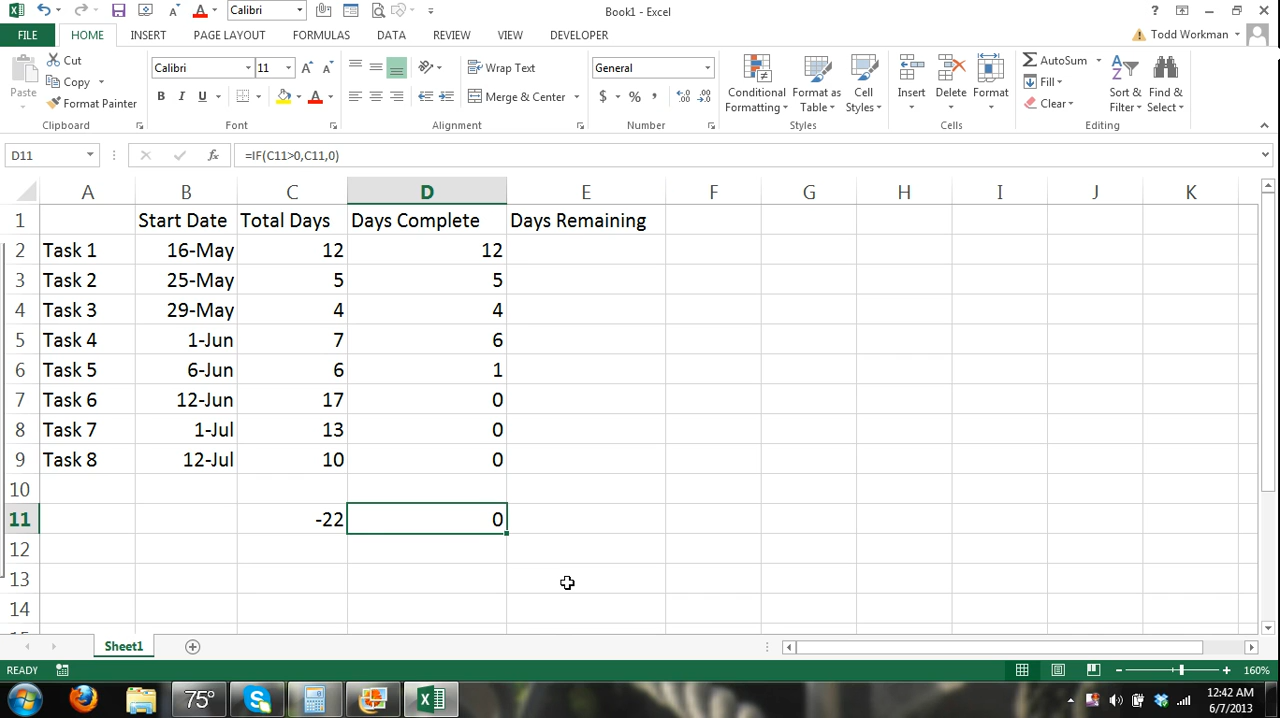 Calibri
Book1 - Excel
?
FILE HOME INSERT PAGE LAYOUT FORMULAS DATA REVIEW VIEW DEVELOPER
Todd Workman
Paste
Cut
Copy
Format Painter
Clipboard
Calibri 11
B I U
Font
Wrap Text
Merge & Center
Alignment
General
$ % ,
Number
Conditional Formatting
Format as Table
Cell Styles
Styles
Insert
Delete
Format
Cells
AutoSum
Fill
Clear
Sort & Filter
Find & Select
Editing
D11 fx =IF(C11>0,C11,0)
A B C D E F G H I J K
1 Start Date Total Days Days Complete Days Remaining
2 Task 1 16-May 12 12
3 Task 2 25-May 5 5
4 Task 3 29-May 4 4
5 Task 4 1-Jun 7 6
6 Task 5 6-Jun 6 1
7 Task 6 12-Jun 17 0
8 Task 7 1-Jul 13 0
9 Task 8 12-Jul 10 0
10
11 -22 0
12
13
14
Sheet1
READY
160%
75°
12:42 AM
6/7/2013